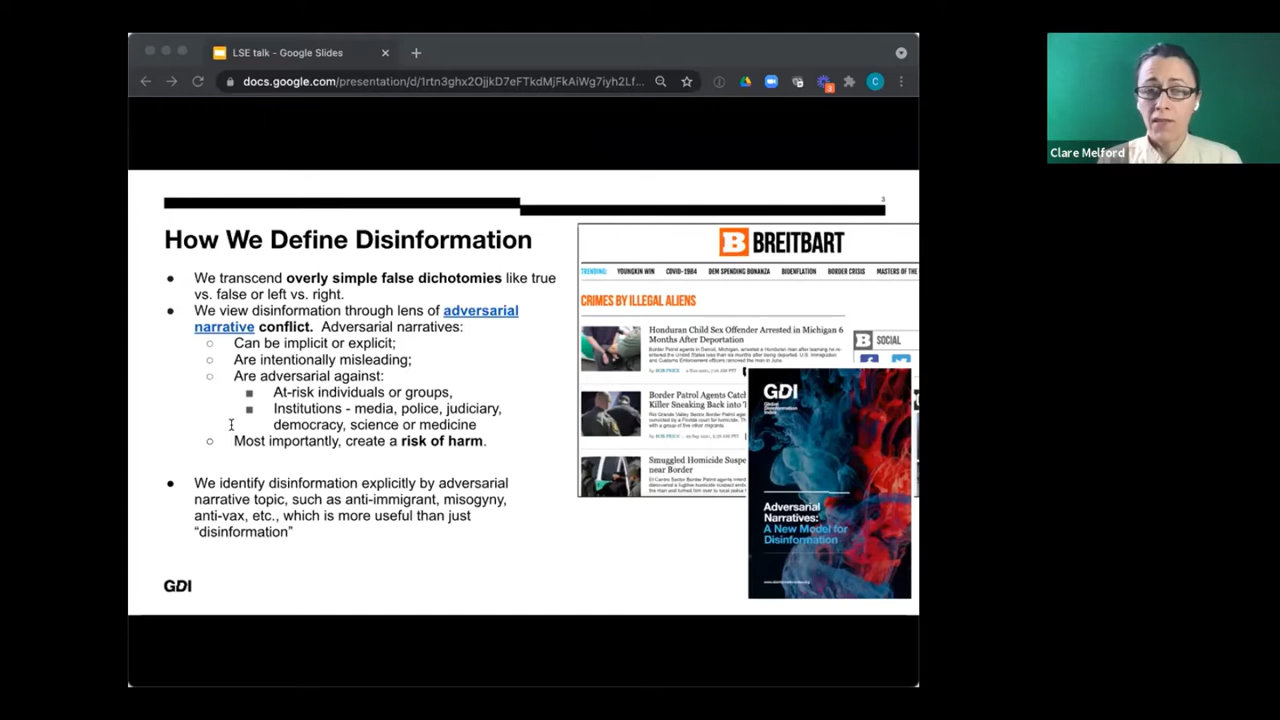 LSE talk - Google Slides
docs.google.com/presentation/d/1rtn3ghx2OjjkD7eFTkdMjFkAiWg7iyh2Lf...
3
C
Clare Melford
3
How We Define Disinformation
● We transcend overly simple false dichotomies like true
vs. false or left vs. right.
● We view disinformation through lens of adversarial
narrative conflict. Adversarial narratives:
○ Can be implicit or explicit;
○ Are intentionally misleading;
○ Are adversarial against:
■ At-risk individuals or groups,
■ Institutions - media, police, judiciary,
democracy, science or medicine
○ Most importantly, create a risk of harm.
● We identify disinformation explicitly by adversarial
narrative topic, such as anti-immigrant, misogyny,
anti-vax, etc., which is more useful than just
“disinformation”
GDI
B BREITBART
TRENDING: YOUNGKIN WIN COVID-1984 DEM SPENDING BONANZA BIDENFLATION BORDER CRISIS MASTERS OF THE
CRIMES BY ILLEGAL ALIENS
Honduran Child Sex Offender Arrested in Michigan 6
Months After Deportation
B SOCIAL
Border Patrol Agents Catch
Killer Sneaking Back into
Smuggled Homicide Suspe
near Border
GDI
Global
Disinformation
Index
Adversarial
Narratives:
A New Model for
Disinformation